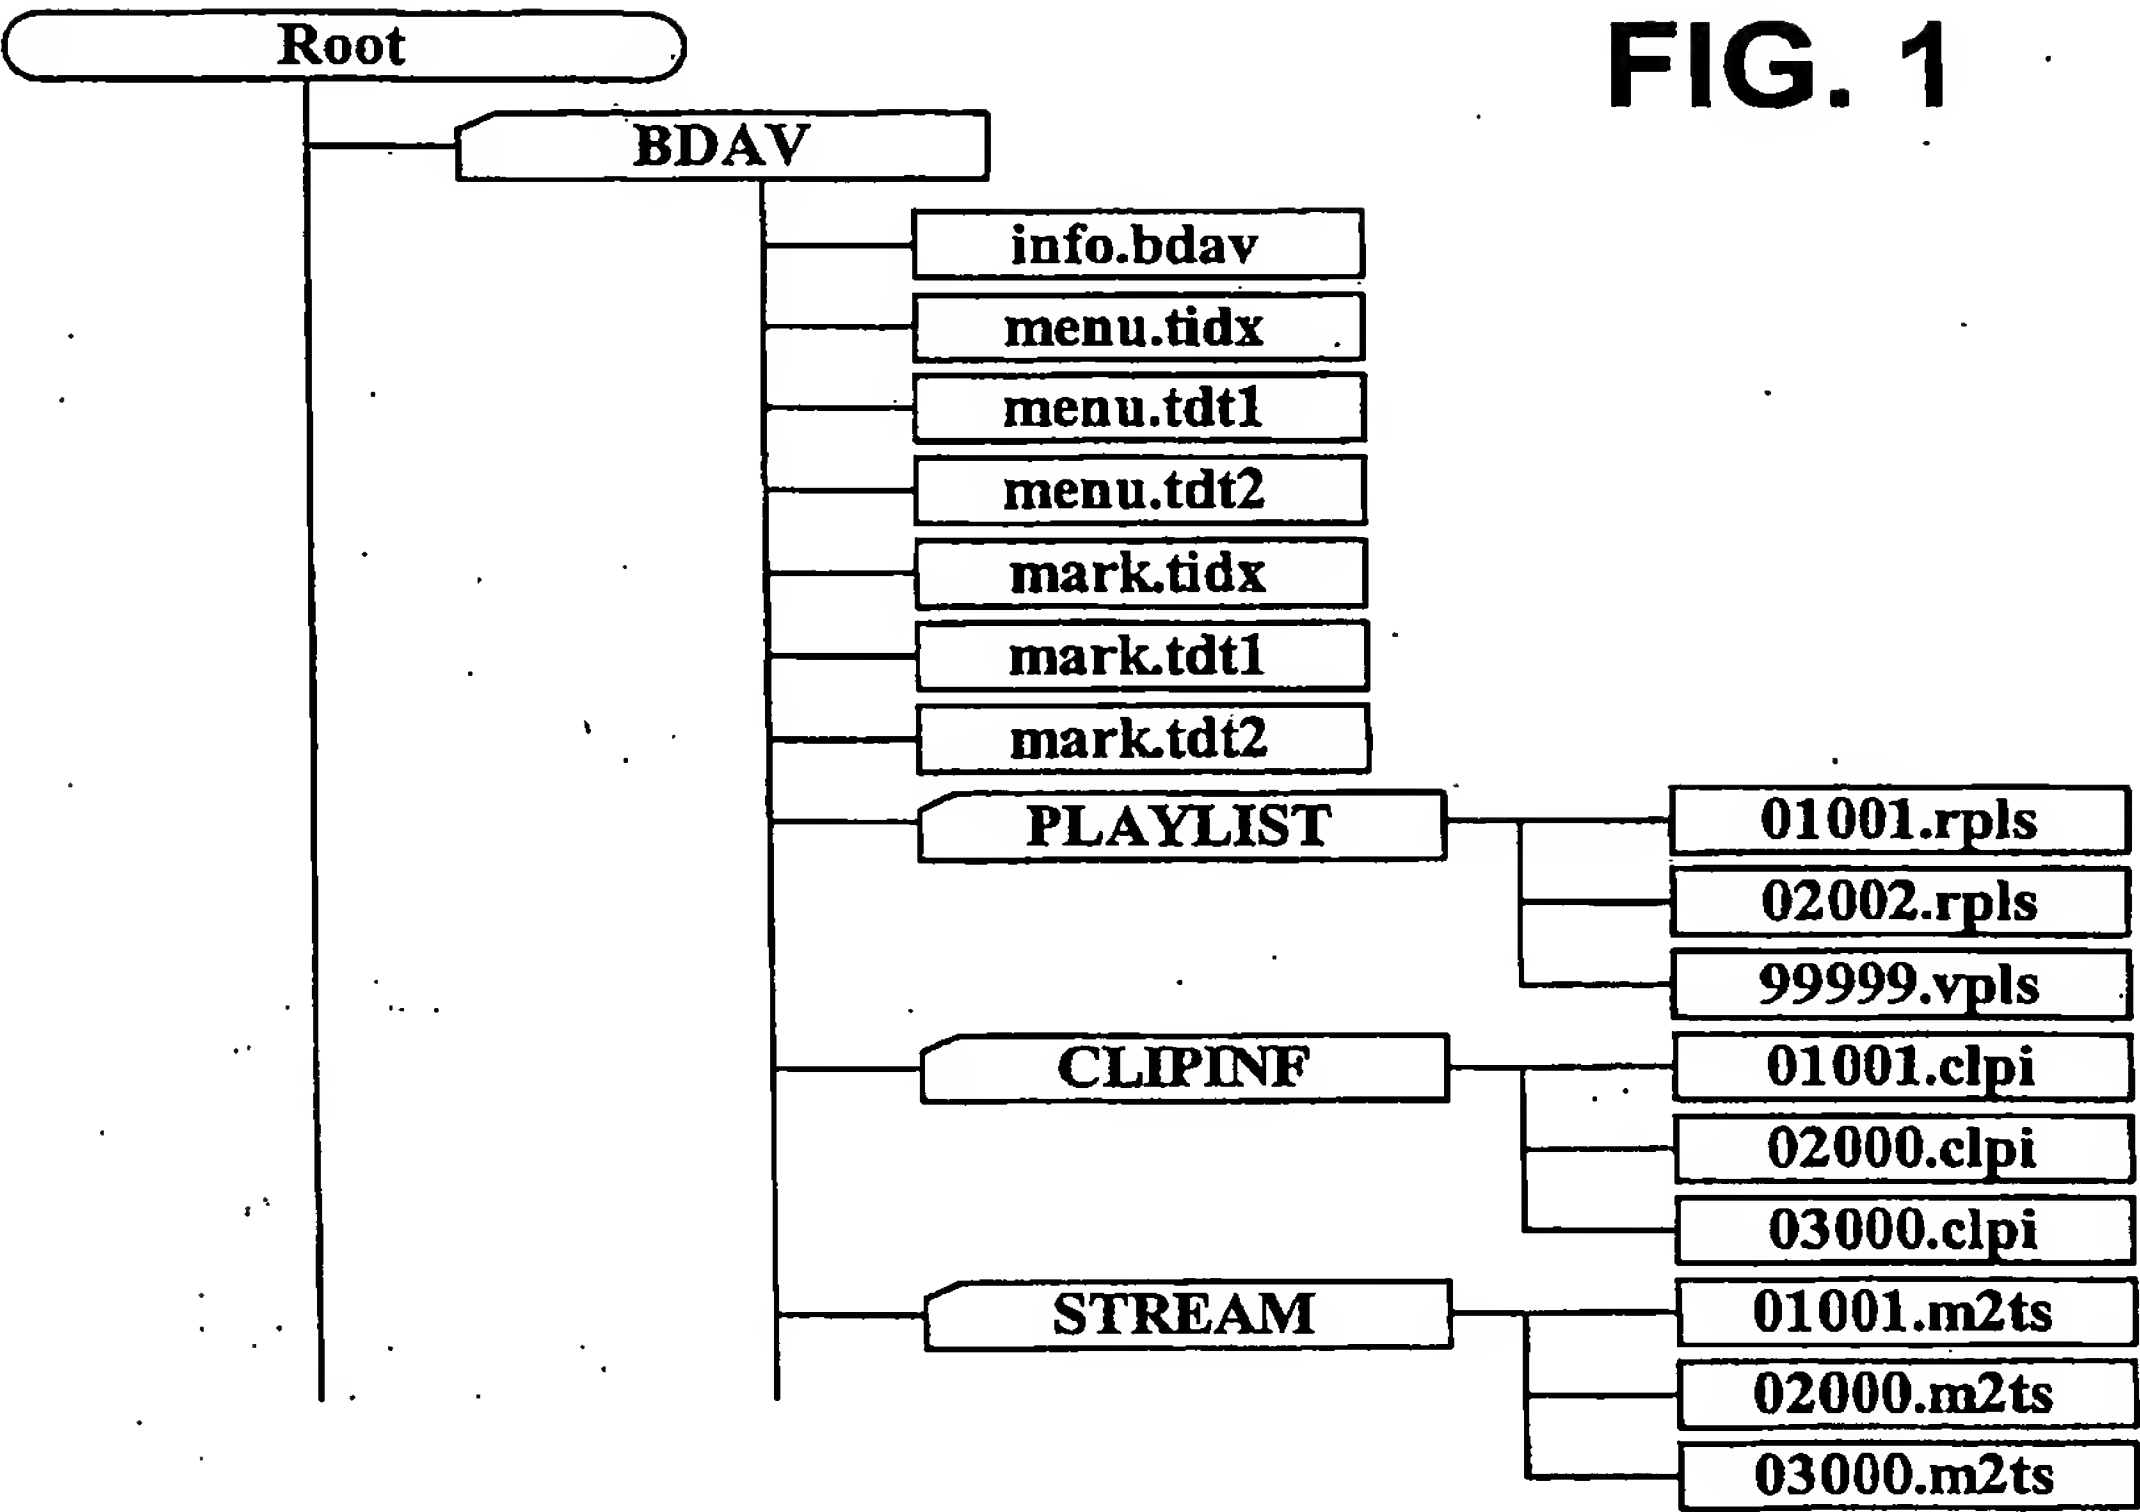 FIG. 1
Root
BDAV
info.bdav
menu.tidx
menu.tdt1
menu.tdt2
mark.tidx
mark.tdt1
mark.tdt2
PLAYLIST
01001.rpls
02002.rpls
99999.vpls
CLIPINF
01001.clpi
02000.clpi
03000.clpi
STREAM
01001.m2ts
02000.m2ts
03000.m2ts